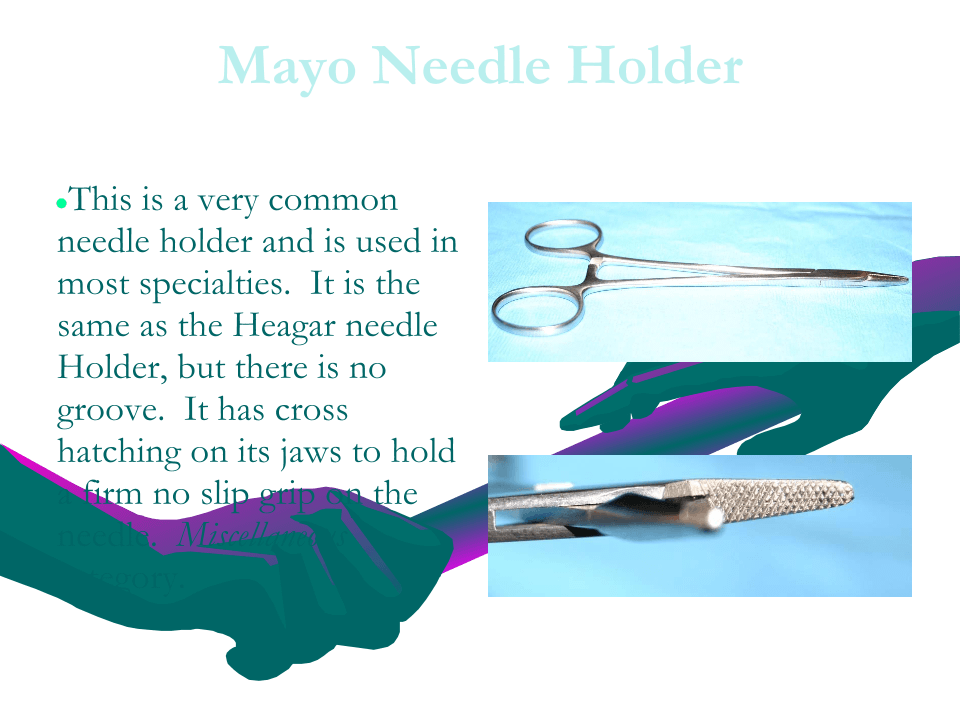 Mayo Needle Holder
•This is a very common
needle holder and is used in
most specialties. It is the
same as the Heagar needle
Holder, but there is no
groove. It has cross
hatching on its jaws to hold
a firm no slip grip on the
needle. Miscellaneous
category.